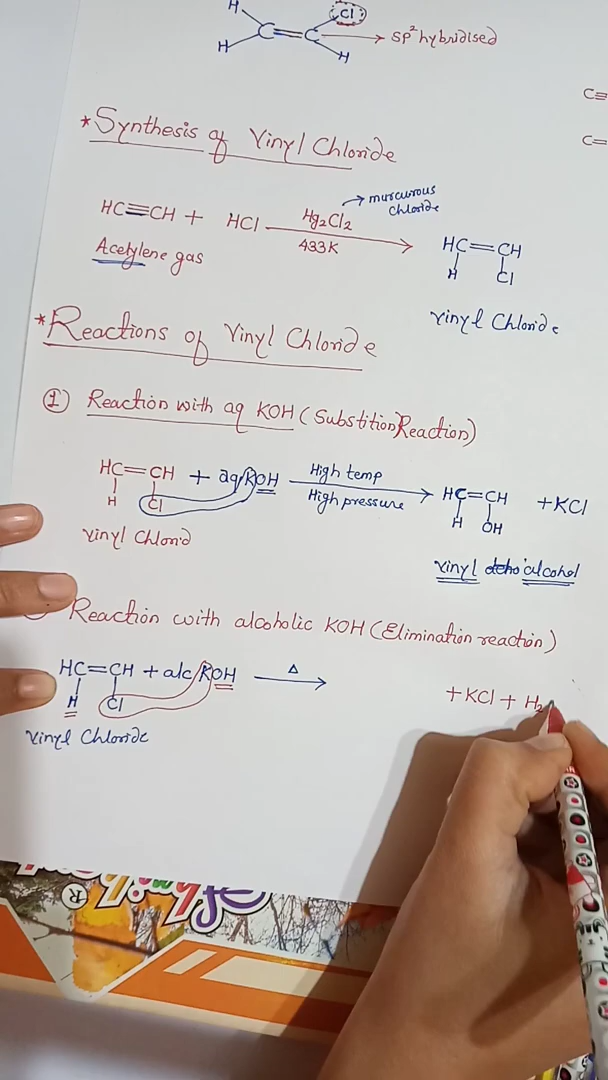 H Cl
C=C → sp² hybridised
H H
C≡
C=
*Synthesis of Vinyl Chloride
HC≡CH + HCl Hg₂Cl₂ → murcurous chloride
433K
HC=CH
H Cl
Acetylene gas
vinyl Chloride
*Reactions of Vinyl Chloride
① Reaction with aq KOH (Substition Reaction)
HC=CH + aq KOH High temp → HC=CH + KCl
High pressure
H Cl H OH
vinyl Chlorid
vinyl alcohol
Reaction with alcoholic KOH (Elimination reaction)
HC=CH + alc KOH Δ → + KCl + H₂
H Cl
vinyl Chloride
®